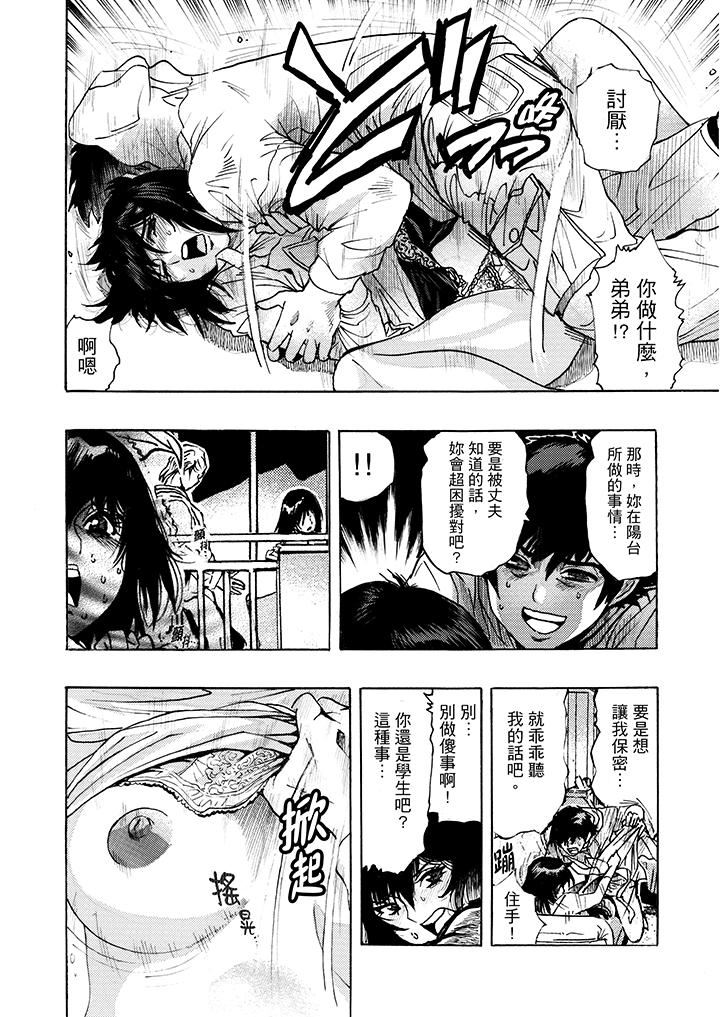 討厭…
咚
你做什麼，
弟弟!?
啊嗯
那時，妳在陽台
所做的事情…
要是被丈夫
知道的話，
妳會超困擾對吧？
!!
顫
顫
要是想
讓我保密…
就乖乖聽
我的話吧。
蹦
住手！
別…
別做傻事啊！
你還是學生吧？
這種事…
掀起
搖晃